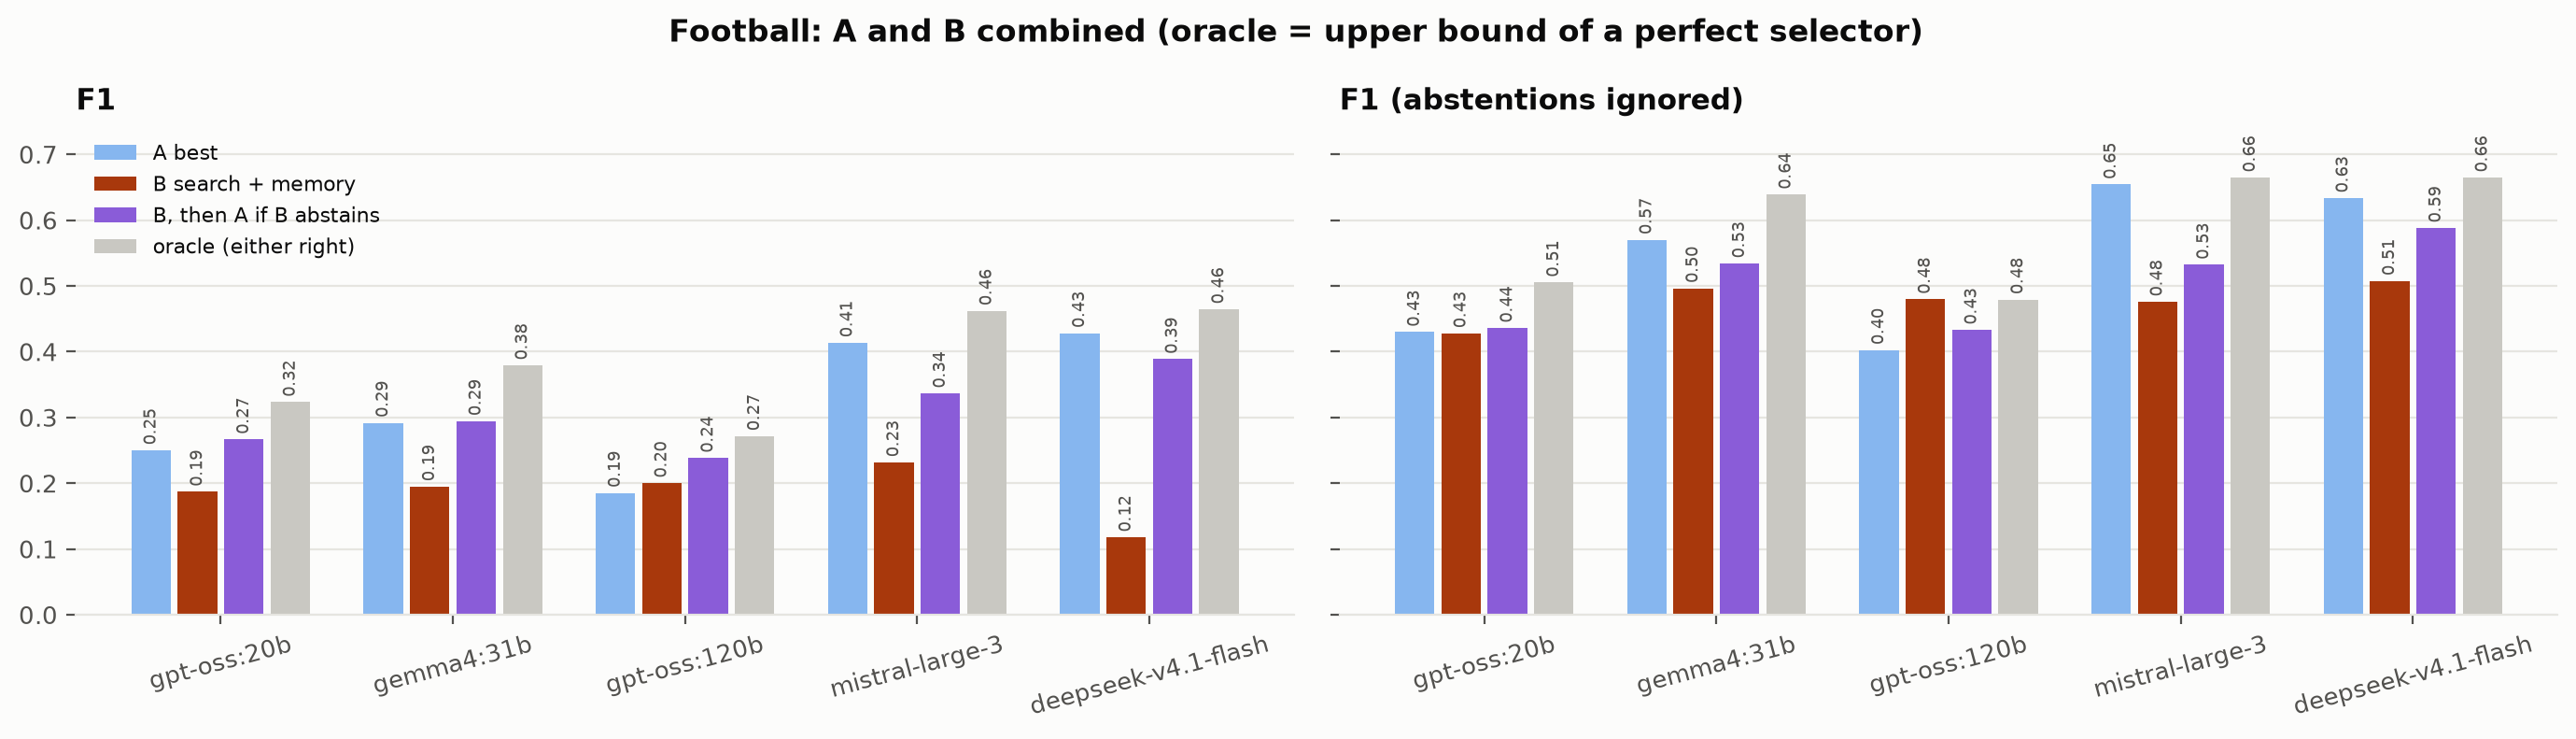 Football: A and B combined (oracle = upper bound of a perfect selector)
F1
A best
B search + memory
B, then A if B abstains
oracle (either right)
0.7
0.6
0.5
0.4
0.3
0.2
0.1
0.0
0.25
0.19
0.27
0.32
0.29
0.19
0.29
0.38
0.19
0.20
0.24
0.27
0.41
0.23
0.34
0.46
0.43
0.12
0.39
0.46
gpt-oss:20b
gemma4:31b
gpt-oss:120b
mistral-large-3
deepseek-v4.1-flash
F1 (abstentions ignored)
0.43
0.43
0.44
0.51
0.57
0.50
0.53
0.64
0.40
0.48
0.43
0.48
0.65
0.48
0.53
0.66
0.63
0.51
0.59
0.66
gpt-oss:20b
gemma4:31b
gpt-oss:120b
mistral-large-3
deepseek-v4.1-flash